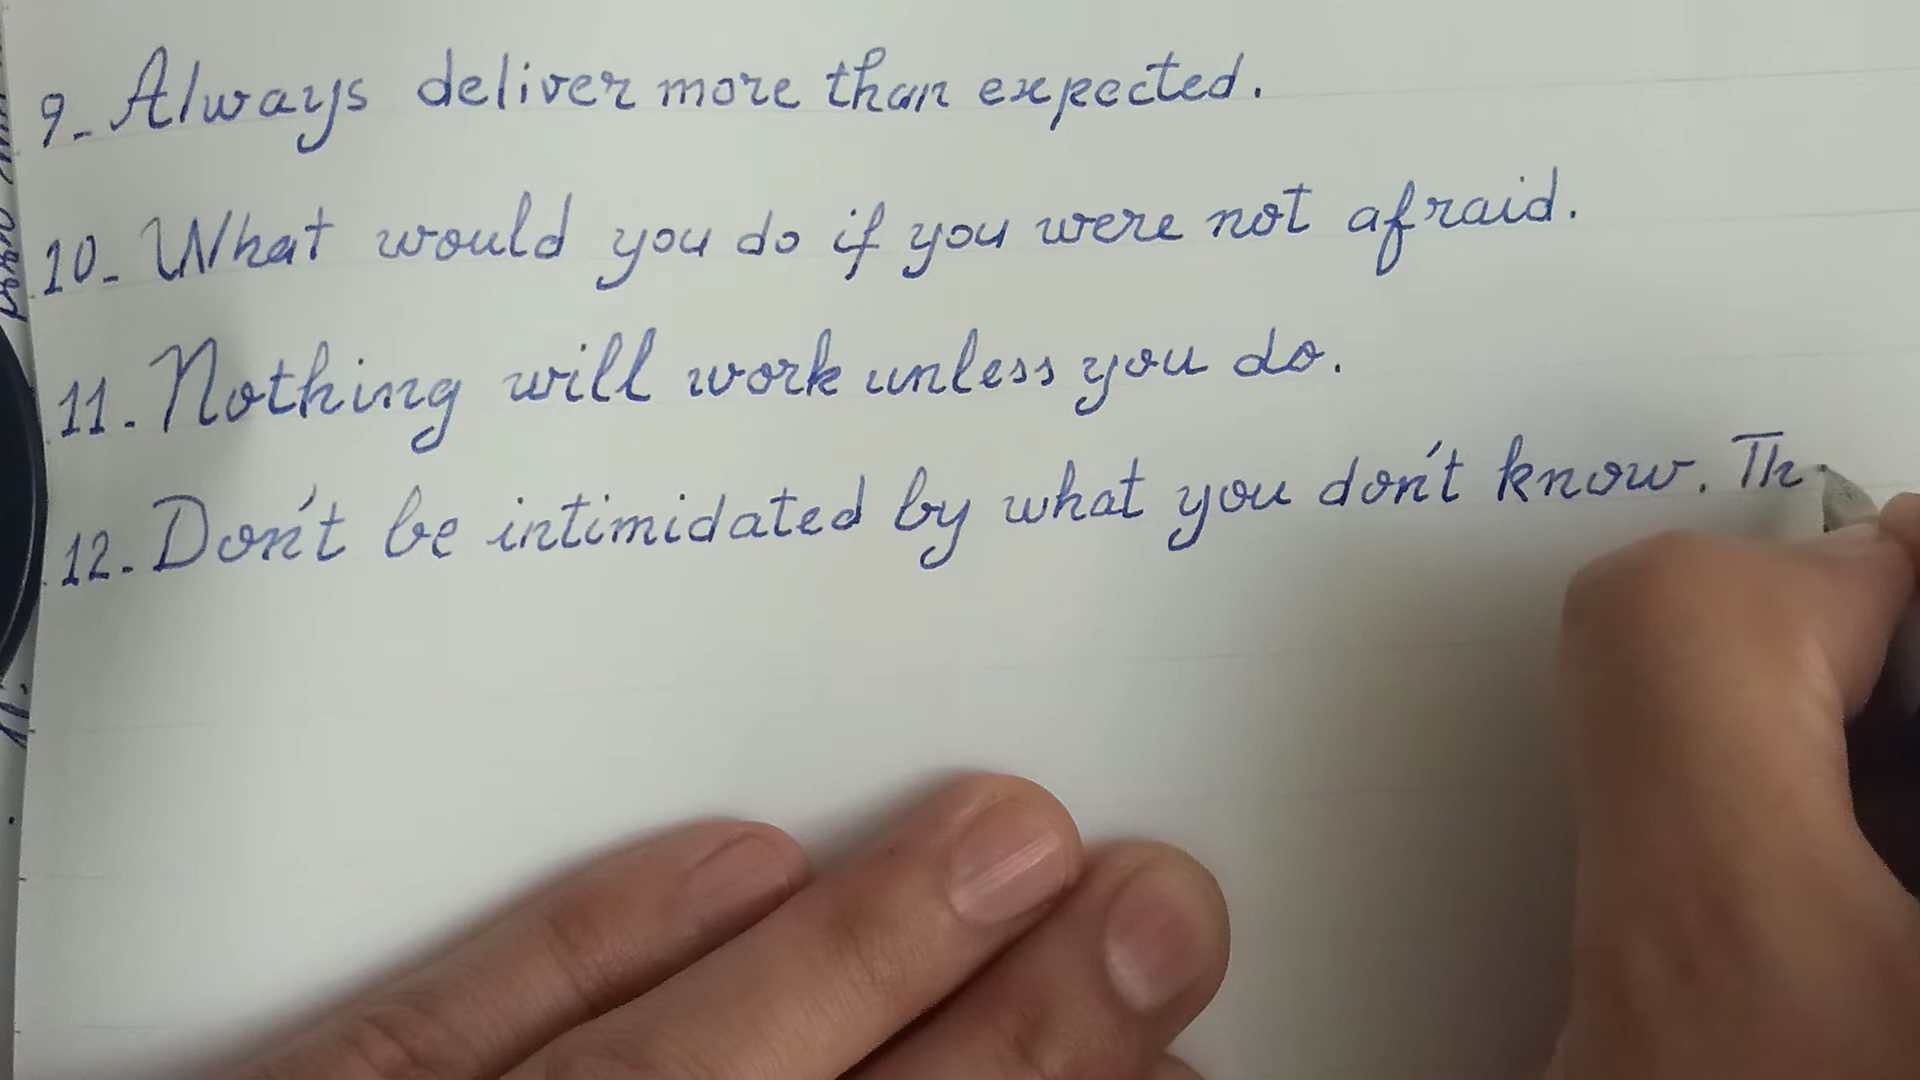 9- Always deliver more than expected.
10- What would you do if you were not afraid.
11- Nothing will work unless you do.
12- Don't be intimidated by what you don't know. Th